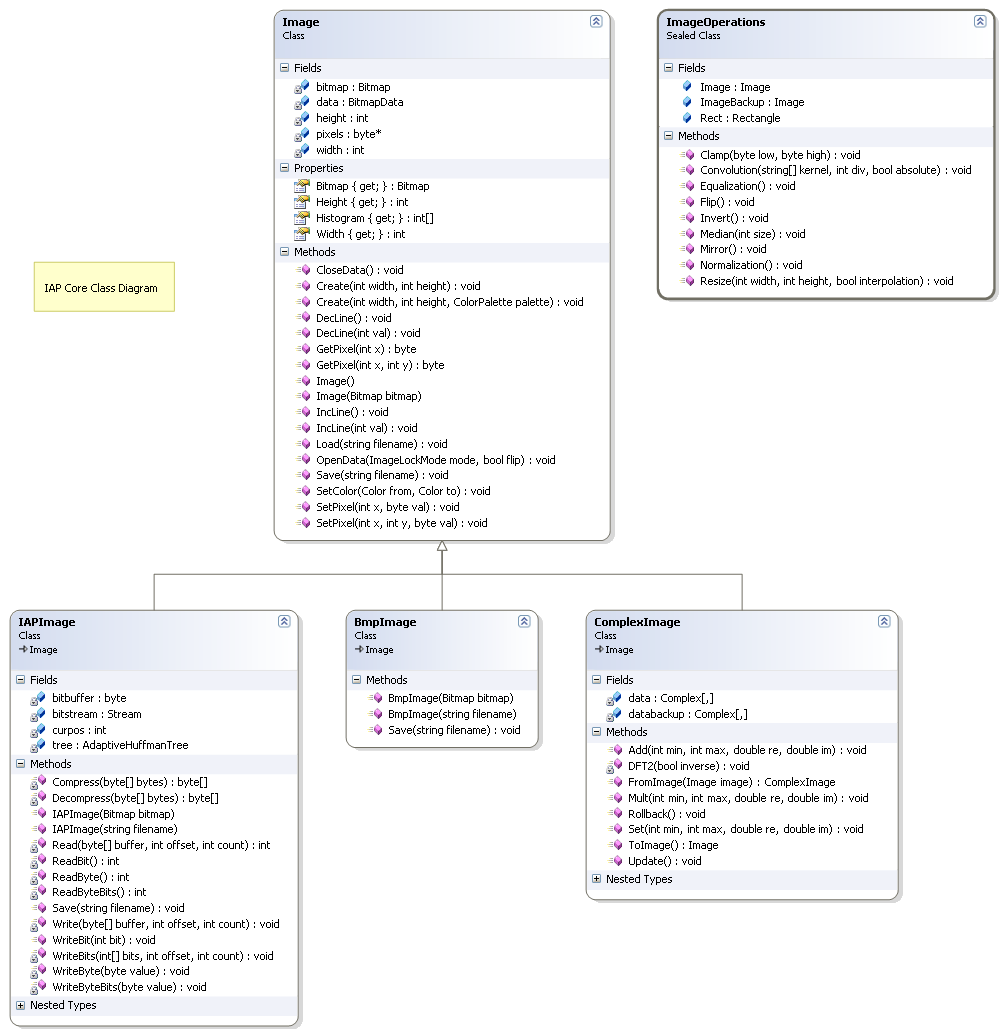 Image
Class
Fields
bitmap : Bitmap
data : BitmapData
height : int
pixels : byte*
width : int
Properties
Bitmap { get; } : Bitmap
Height { get; } : int
Histogram { get; } : int[]
Width { get; } : int
Methods
CloseData() : void
Create(int width, int height) : void
Create(int width, int height, ColorPalette palette) : void
DecLine() : void
DecLine(int val) : void
GetPixel(int x) : byte
GetPixel(int x, int y) : byte
Image()
Image(Bitmap bitmap)
IncLine() : void
IncLine(int val) : void
Load(string filename) : void
OpenData(ImageLockMode mode, bool flip) : void
Save(string filename) : void
SetColor(Color from, Color to) : void
SetPixel(int x, byte val) : void
SetPixel(int x, int y, byte val) : void
ImageOperations
Sealed Class
Fields
Image : Image
ImageBackup : Image
Rect : Rectangle
Methods
Clamp(byte low, byte high) : void
Convolution(string[] kernel, int div, bool absolute) : void
Equalization() : void
Flip() : void
Invert() : void
Median(int size) : void
Mirror() : void
Normalization() : void
Resize(int width, int height, bool interpolation) : void
IAP Core Class Diagram
IAPImage
Class
Image
Fields
bitbuffer : byte
bitstream : Stream
curpos : int
tree : AdaptiveHuffmanTree
Methods
Compress(byte[] bytes) : byte[]
Decompress(byte[] bytes) : byte[]
IAPImage(Bitmap bitmap)
IAPImage(string filename)
Read(byte[] buffer, int offset, int count) : int
ReadBit() : int
ReadByte() : int
ReadByteBits() : int
Save(string filename) : void
Write(byte[] buffer, int offset, int count) : void
WriteBit(int bit) : void
WriteBits(int[] bits, int offset, int count) : void
WriteByte(byte value) : void
WriteByteBits(byte value) : void
Nested Types
BmpImage
Class
Image
Methods
BmpImage(Bitmap bitmap)
BmpImage(string filename)
Save(string filename) : void
ComplexImage
Class
Image
Fields
data : Complex[,]
databackup : Complex[,]
Methods
Add(int min, int max, double re, double im) : void
DFT2(bool inverse) : void
FromImage(Image image) : ComplexImage
Mult(int min, int max, double re, double im) : void
Rollback() : void
Set(int min, int max, double re, double im) : void
ToImage() : Image
Update() : void
Nested Types